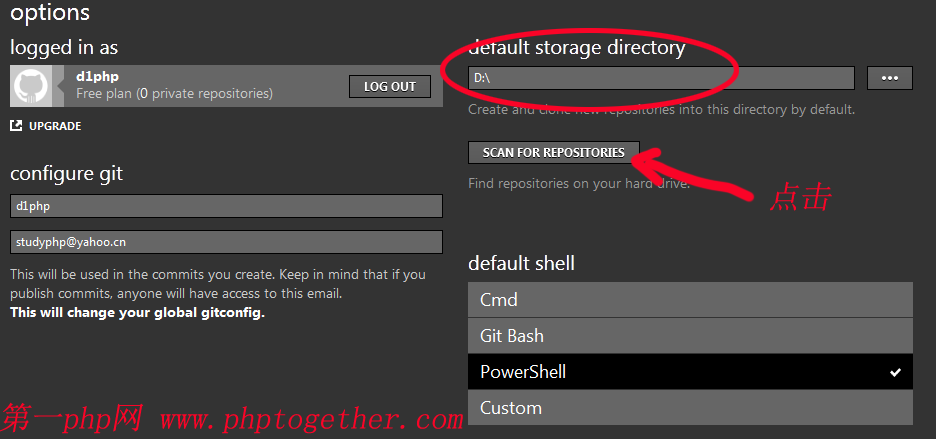 options
logged in as
d1php
Free plan (0 private repositories)
LOG OUT
UPGRADE
configure git
d1php
studyphp@yahoo.cn
This will be used in the commits you create. Keep in mind that if you
publish commits, anyone will have access to this email.
This will change your global gitconfig.
default storage directory
D:\
•••
Create and clone new repositories into this directory by default.
SCAN FOR REPOSITORIES
Find repositories on your hard drive.
点击
default shell
Cmd
Git Bash
PowerShell
Custom
第一php网 www.phptogether.com